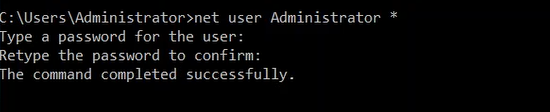 C:\Users\Administrator>net user Administrator *
Type a password for the user:
Retype the password to confirm:
The command completed successfully.